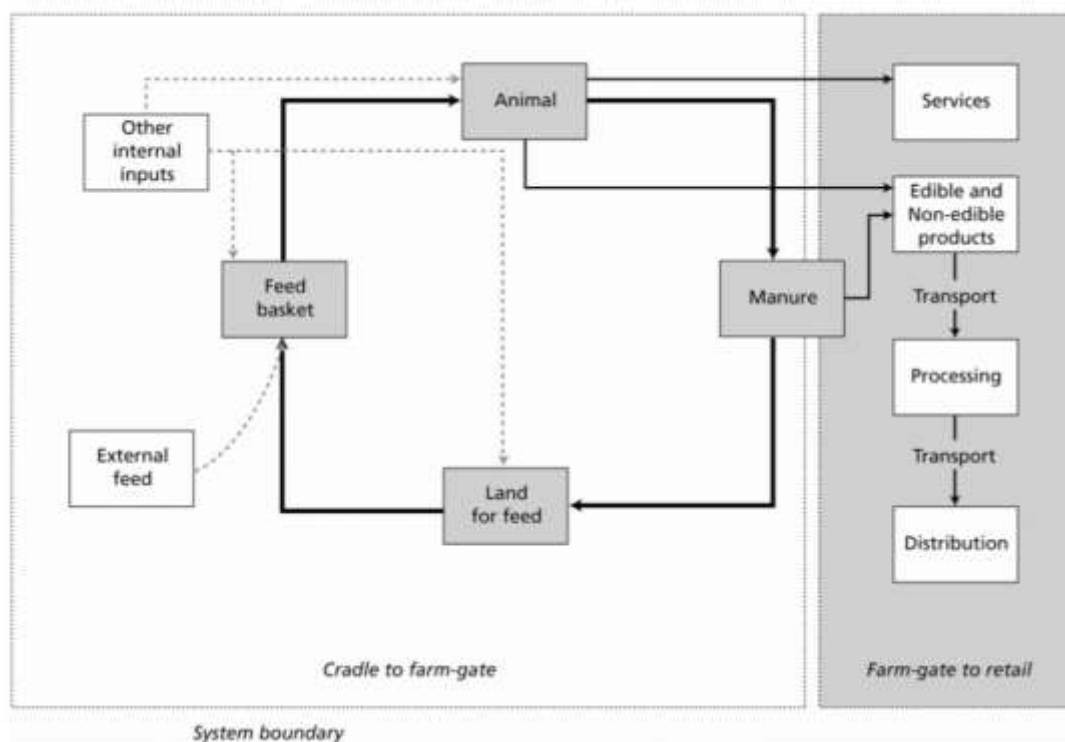 Animal
Services
Other
internal
inputs
Edible and
Non-edible
products
Feed
basket
Manure
Transport
Processing
External
feed
Transport
Land
for feed
Distribution
Cradle to farm-gate
Farm-gate to retail
System boundary